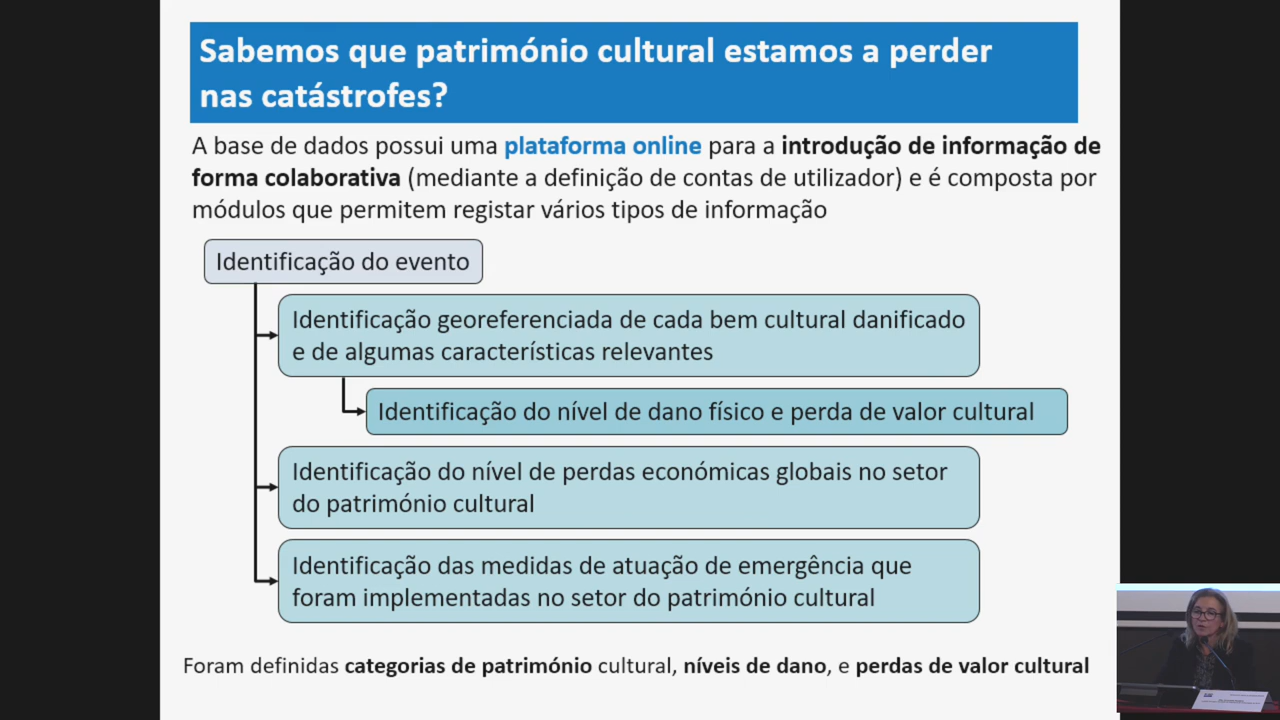 Sabemos que património cultural estamos a perder
nas catástrofes?
A base de dados possui uma plataforma online para a introdução de informação de
forma colaborativa (mediante a definição de contas de utilizador) e é composta por
módulos que permitem registar vários tipos de informação
Identificação do evento
Identificação georeferenciada de cada bem cultural danificado
e de algumas características relevantes
Identificação do nível de dano físico e perda de valor cultural
Identificação do nível de perdas económicas globais no setor
do património cultural
Identificação das medidas de atuação de emergência que
foram implementadas no setor do património cultural
Foram definidas categorias de património cultural, níveis de dano, e perdas de valor cultural